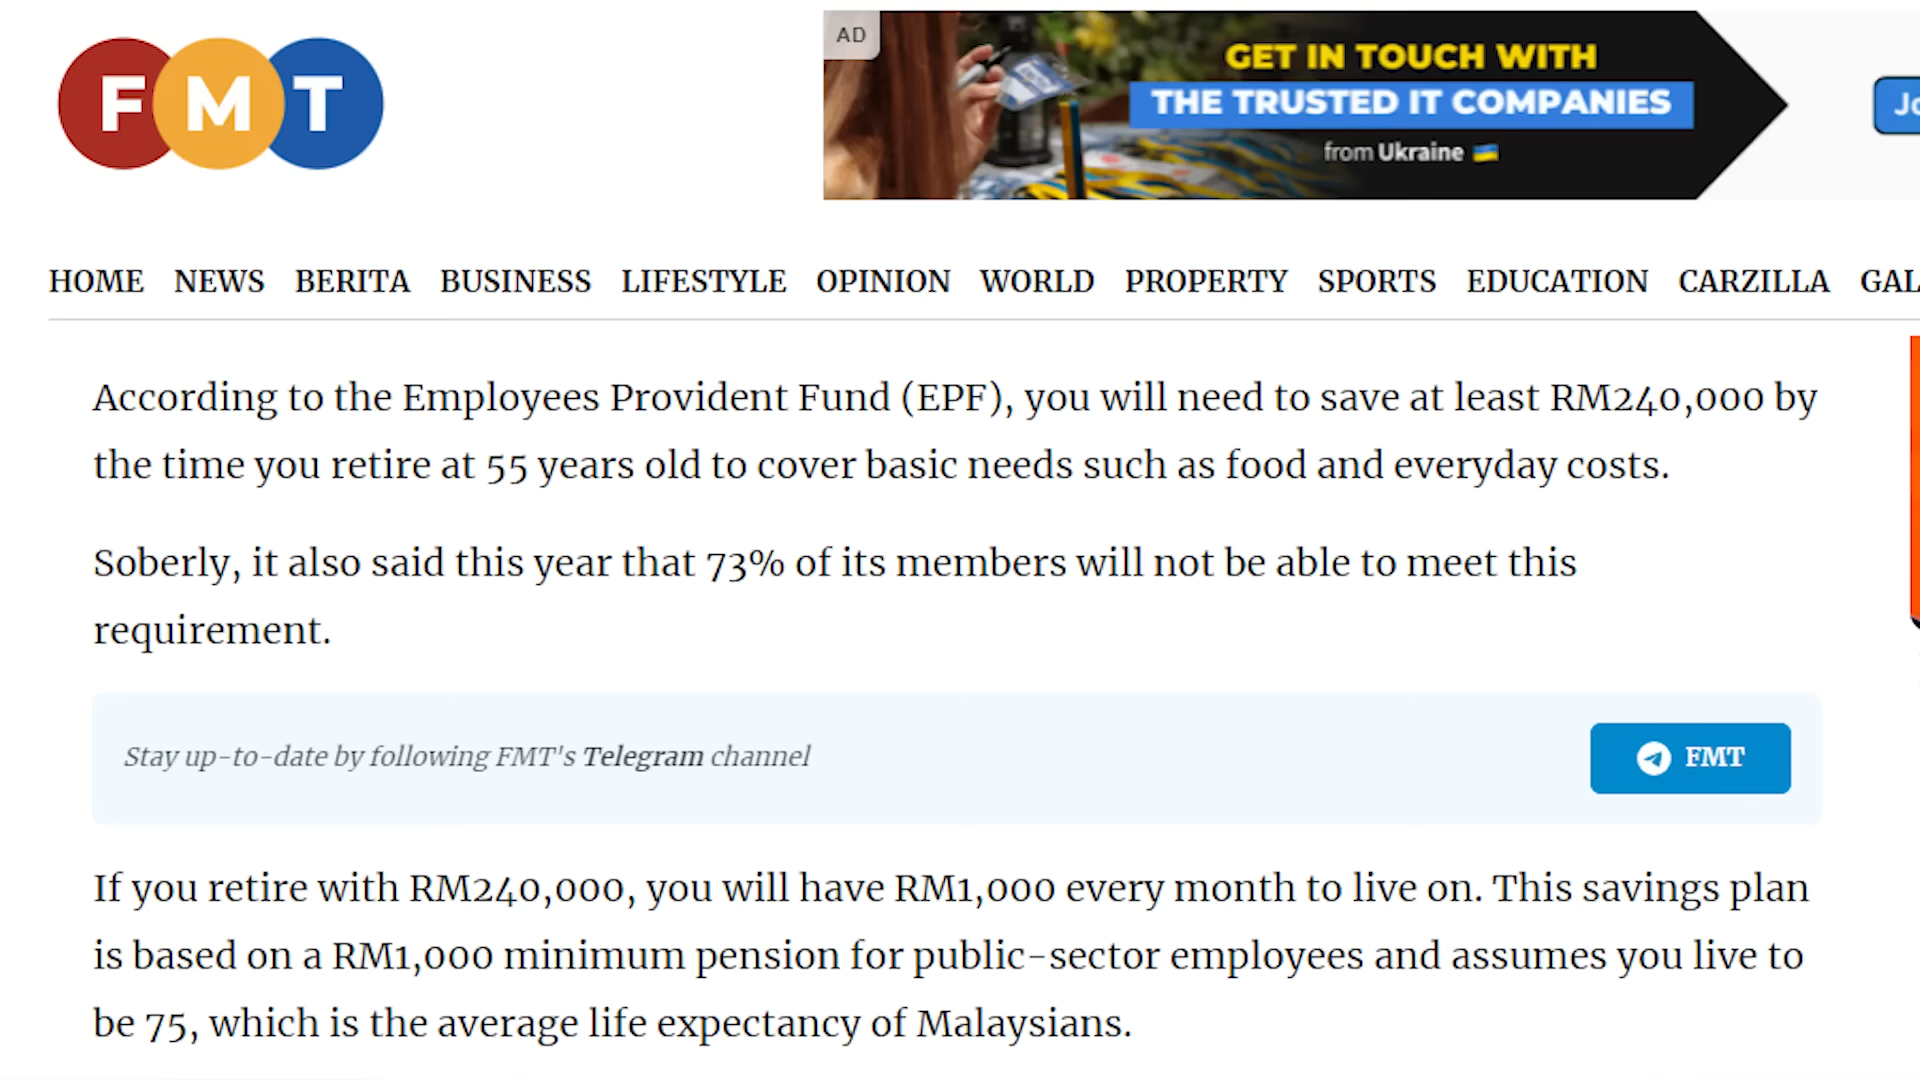 FMT
AD
GET IN TOUCH WITH
THE TRUSTED IT COMPANIES
from Ukraine
HOME NEWS BERITA BUSINESS LIFESTYLE OPINION WORLD PROPERTY SPORTS EDUCATION CARZILLA
According to the Employees Provident Fund (EPF), you will need to save at least RM240,000 by
the time you retire at 55 years old to cover basic needs such as food and everyday costs.
Soberly, it also said this year that 73% of its members will not be able to meet this
requirement.
Stay up-to-date by following FMT's Telegram channel
FMT
If you retire with RM240,000, you will have RM1,000 every month to live on. This savings plan
is based on a RM1,000 minimum pension for public-sector employees and assumes you live to
be 75, which is the average life expectancy of Malaysians.